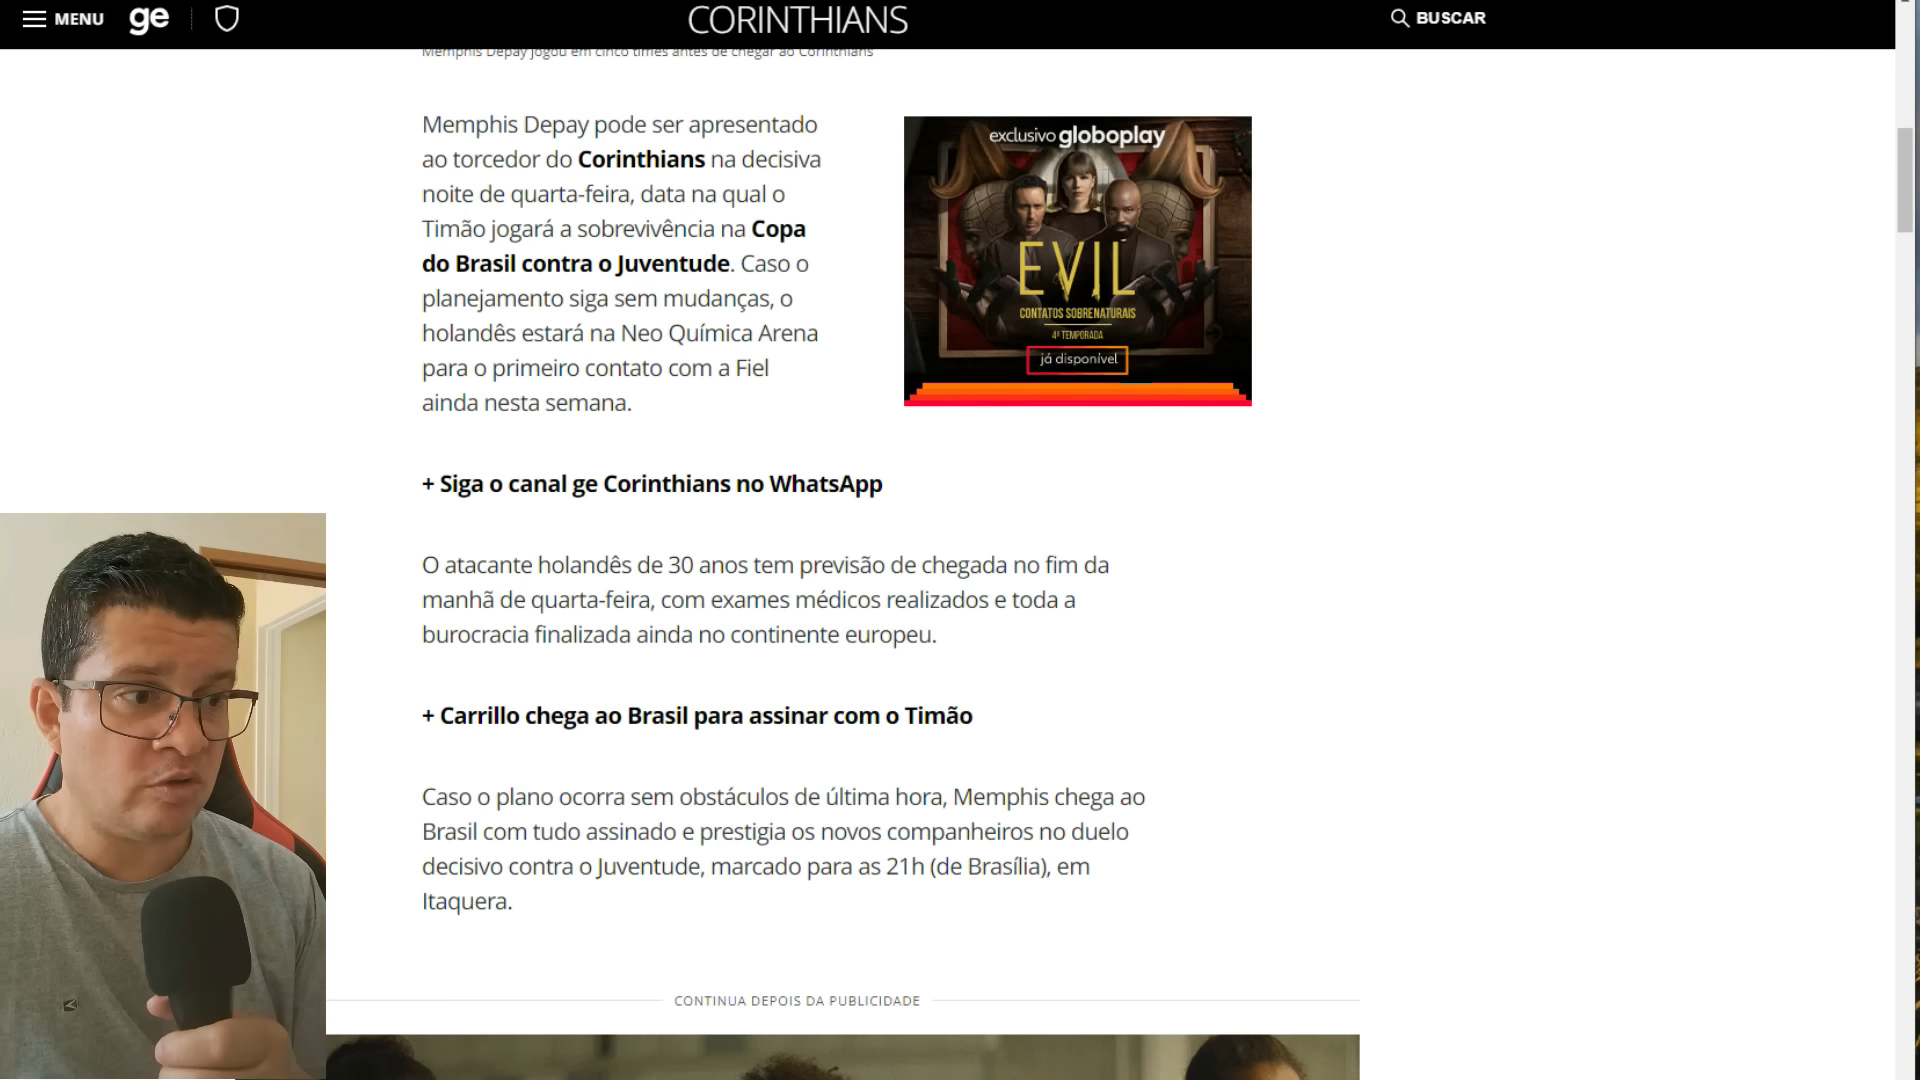 MENU
ge
CORINTHIANS
BUSCAR
Memphis Depay jogou em cinco times antes de chegar ao Corinthians
Memphis Depay pode ser apresentado
ao torcedor do Corinthians na decisiva
noite de quarta-feira, data na qual o
Timão jogará a sobrevivência na Copa
do Brasil contra o Juventude. Caso o
planejamento siga sem mudanças, o
holandês estará na Neo Química Arena
para o primeiro contato com a Fiel
ainda nesta semana.
exclusivo globoplay
EVIL
CONTATOS SOBRENATURAIS
4ª TEMPORADA
já disponível
+ Siga o canal ge Corinthians no WhatsApp
O atacante holandês de 30 anos tem previsão de chegada no fim da
manhã de quarta-feira, com exames médicos realizados e toda a
burocracia finalizada ainda no continente europeu.
+ Carrillo chega ao Brasil para assinar com o Timão
Caso o plano ocorra sem obstáculos de última hora, Memphis chega ao
Brasil com tudo assinado e prestigia os novos companheiros no duelo
decisivo contra o Juventude, marcado para as 21h (de Brasília), em
Itaquera.
CONTINUA DEPOIS DA PUBLICIDADE